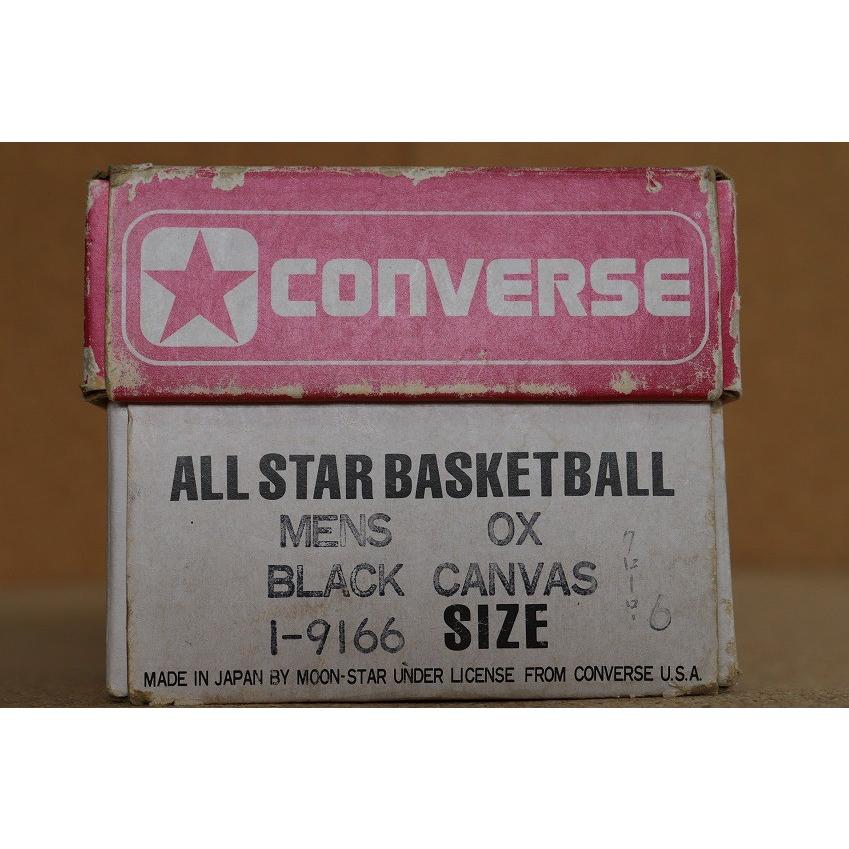 CONVERSE ®
ALL STAR BASKETBALL
MENS OX
BLACK CANVAS
1-9166 SIZE 6
MADE IN JAPAN BY MOON-STAR UNDER LICENSE FROM CONVERSE U.S.A.